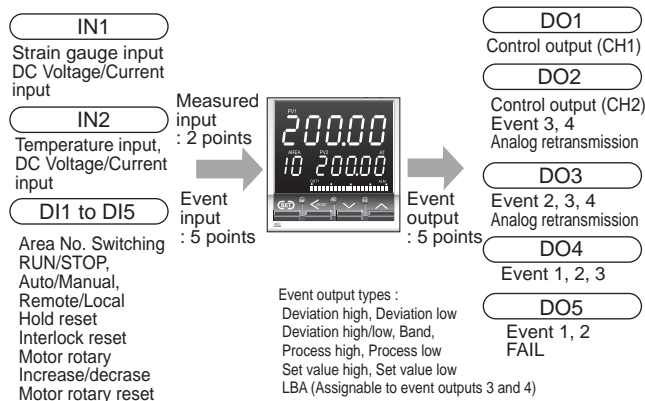 IN1
Strain gauge input
DC Voltage/Current
input
IN2
Temperature input,
DC Voltage/Current
input
DI1 to DI5
Area No. Switching
RUN/STOP,
Auto/Manual,
Remote/Local
Hold reset
Interlock reset
Motor rotary
Increase/decrase
Motor rotary reset
Measured
input
: 2 points
Event
input
: 5 points
PV1
200.00
AREA
PV2
AT
10
200.00
OUT1
ALM
SET
Event
output
: 5 points
Event output types :
Deviation high, Deviation low
Deviation high/low, Band,
Process high, Process low
Set value high, Set value low
LBA (Assignable to event outputs 3 and 4)
DO1
Control output (CH1)
DO2
Control output (CH2)
Event 3, 4
Analog retransmission
DO3
Event 2, 3, 4
Analog retransmission
DO4
Event 1, 2, 3
DO5
Event 1, 2
FAIL